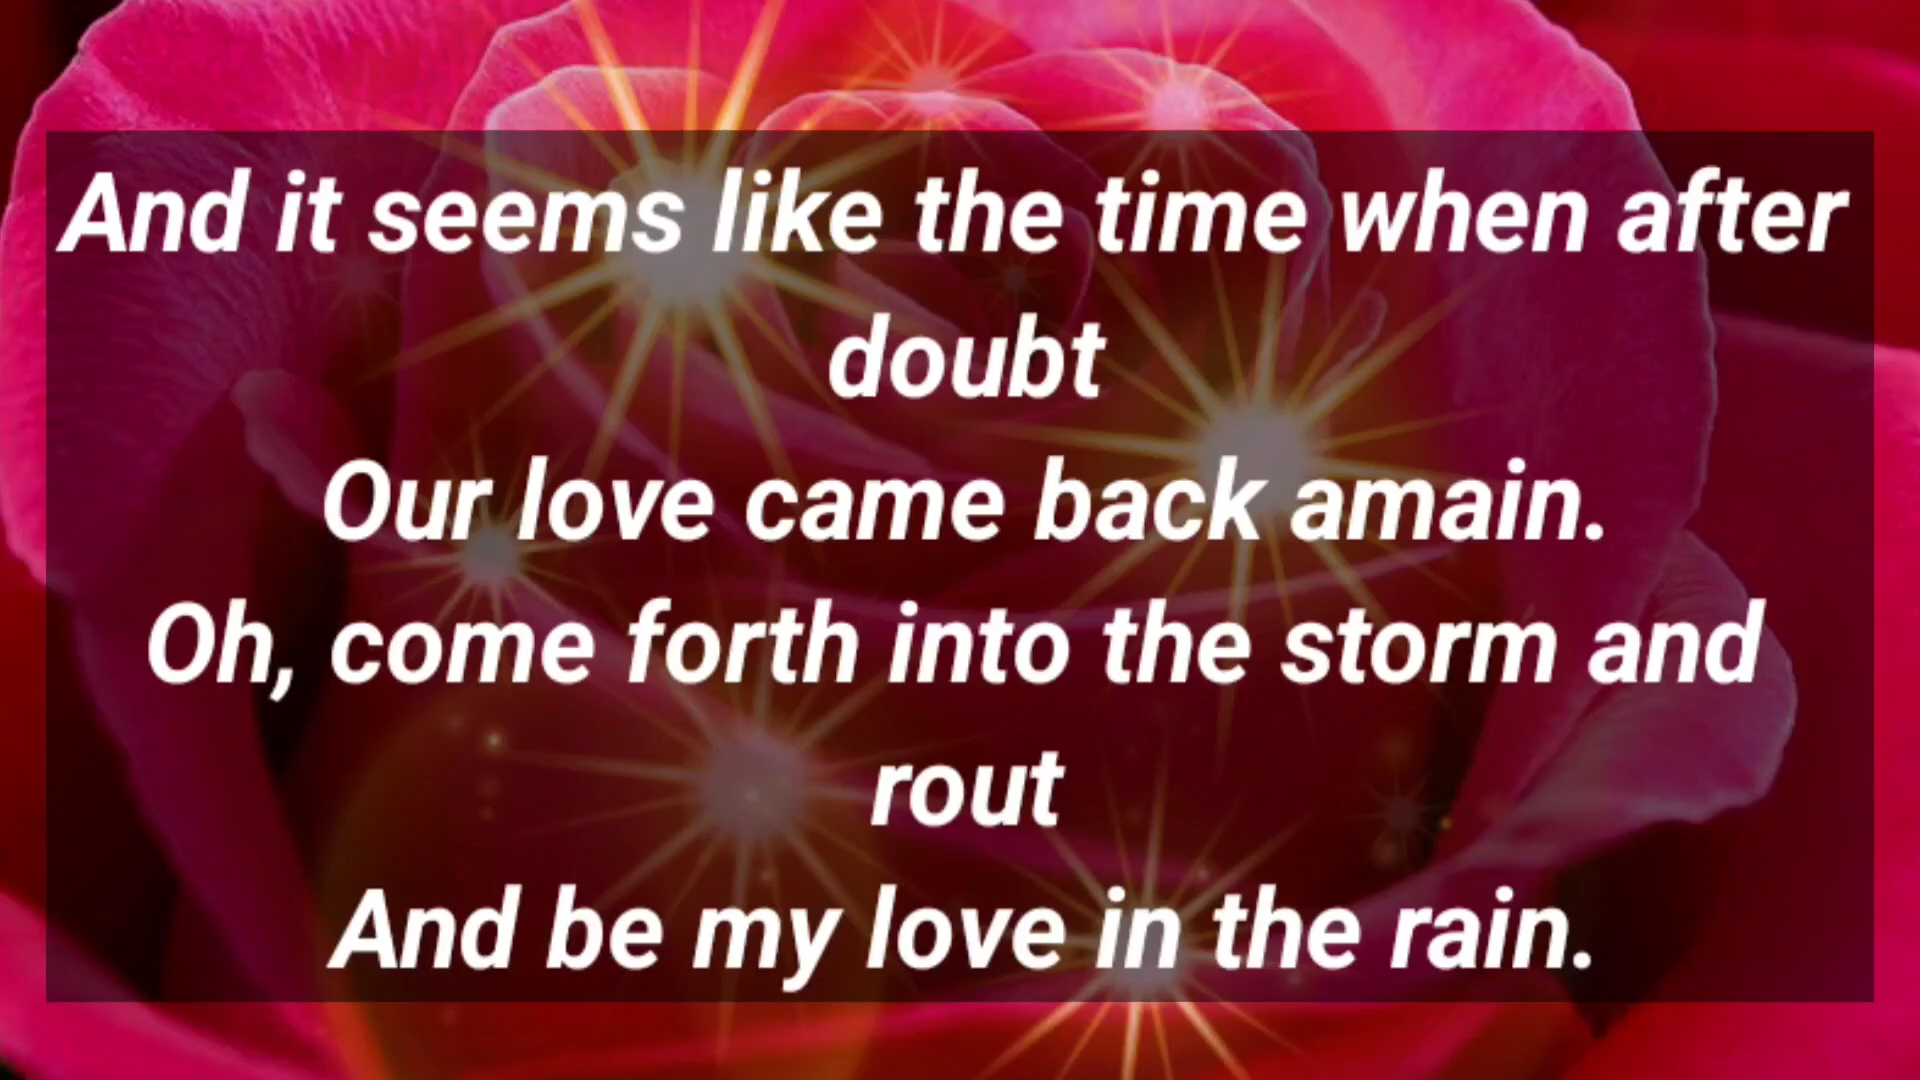 And it seems like the time when after
doubt
Our love came back amain.
Oh, come forth into the storm and
rout
And be my love in the rain.